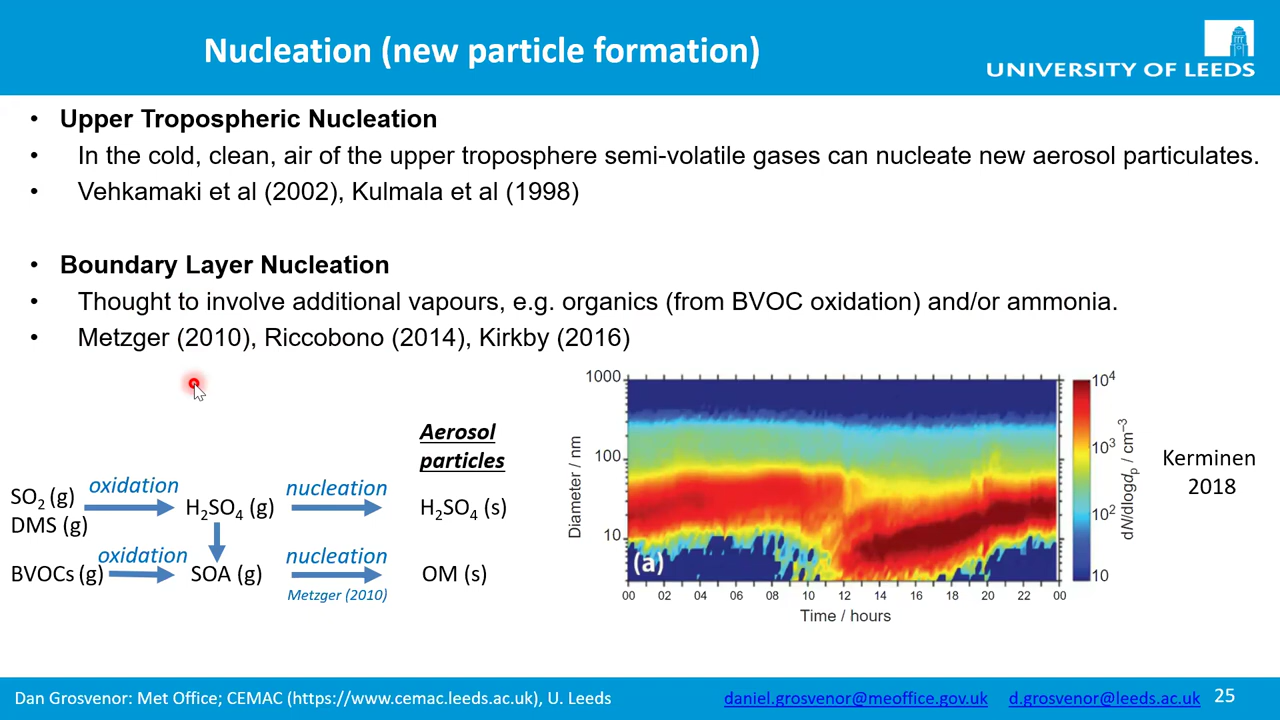 Nucleation (new particle formation)
UNIVERSITY OF LEEDS
• Upper Tropospheric Nucleation
• In the cold, clean, air of the upper troposphere semi-volatile gases can nucleate new aerosol particulates.
• Vehkamaki et al (2002), Kulmala et al (1998)
• Boundary Layer Nucleation
• Thought to involve additional vapours, e.g. organics (from BVOC oxidation) and/or ammonia.
• Metzger (2010), Riccobono (2014), Kirkby (2016)
Aerosol
particles
SO₂ (g)
DMS (g)
oxidation
H₂SO₄ (g)
nucleation
H₂SO₄ (s)
BVOCs (g)
oxidation
SOA (g)
nucleation
Metzger (2010)
OM (s)
Diameter / nm
1000
100
10
(a)
00 02 04 06 08 10 12 14 16 18 20 22 00
Time / hours
10⁴
10³
10²
10
dN/dlogdₚ / cm⁻³
Kerminen
2018
Dan Grosvenor: Met Office; CEMAC (https://www.cemac.leeds.ac.uk), U. Leeds
daniel.grosvenor@meoffice.gov.uk
d.grosvenor@leeds.ac.uk
25